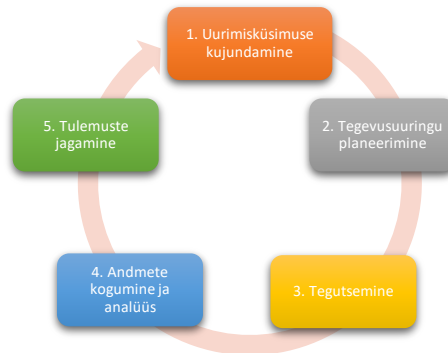 1. Uurimisküsimuse
kujundamine
2. Tegevusuuringu
planeerimine
3. Tegutsemine
4. Andmete
kogumine ja
analüüs
5. Tulemuste
jagamine